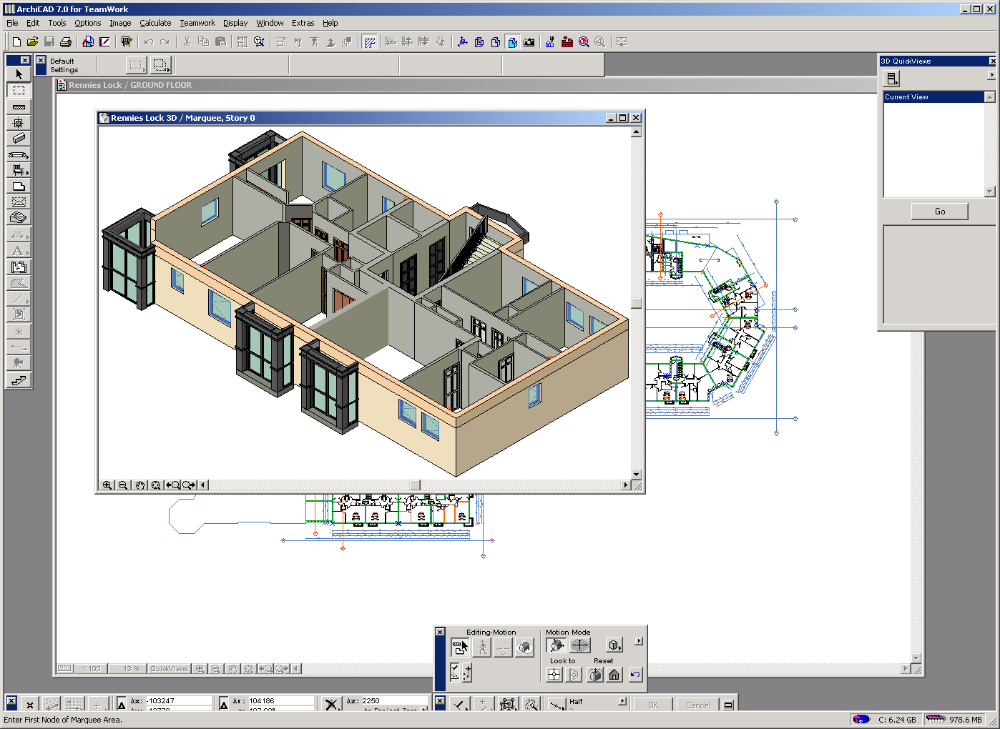 ArchiCAD 7.0 for TeamWork
File Edit Tools Options Image Calculate Teamwork Display Window Extras Help
Default
Settings
3D QuickViews
Rennies Lock / GROUND FLOOR
Current View
Rennies Lock 3D / Marquee, Story 0
Go
Editing-Motion
Motion Mode
Look to
Reset
1:100
13 %
QuickViews
Δx: -103247
Δr: 104186
Δz: 2250
Half
OK
Cancel
Enter First Node of Marquee Area.
C: 6.24 GB
978.6 MB